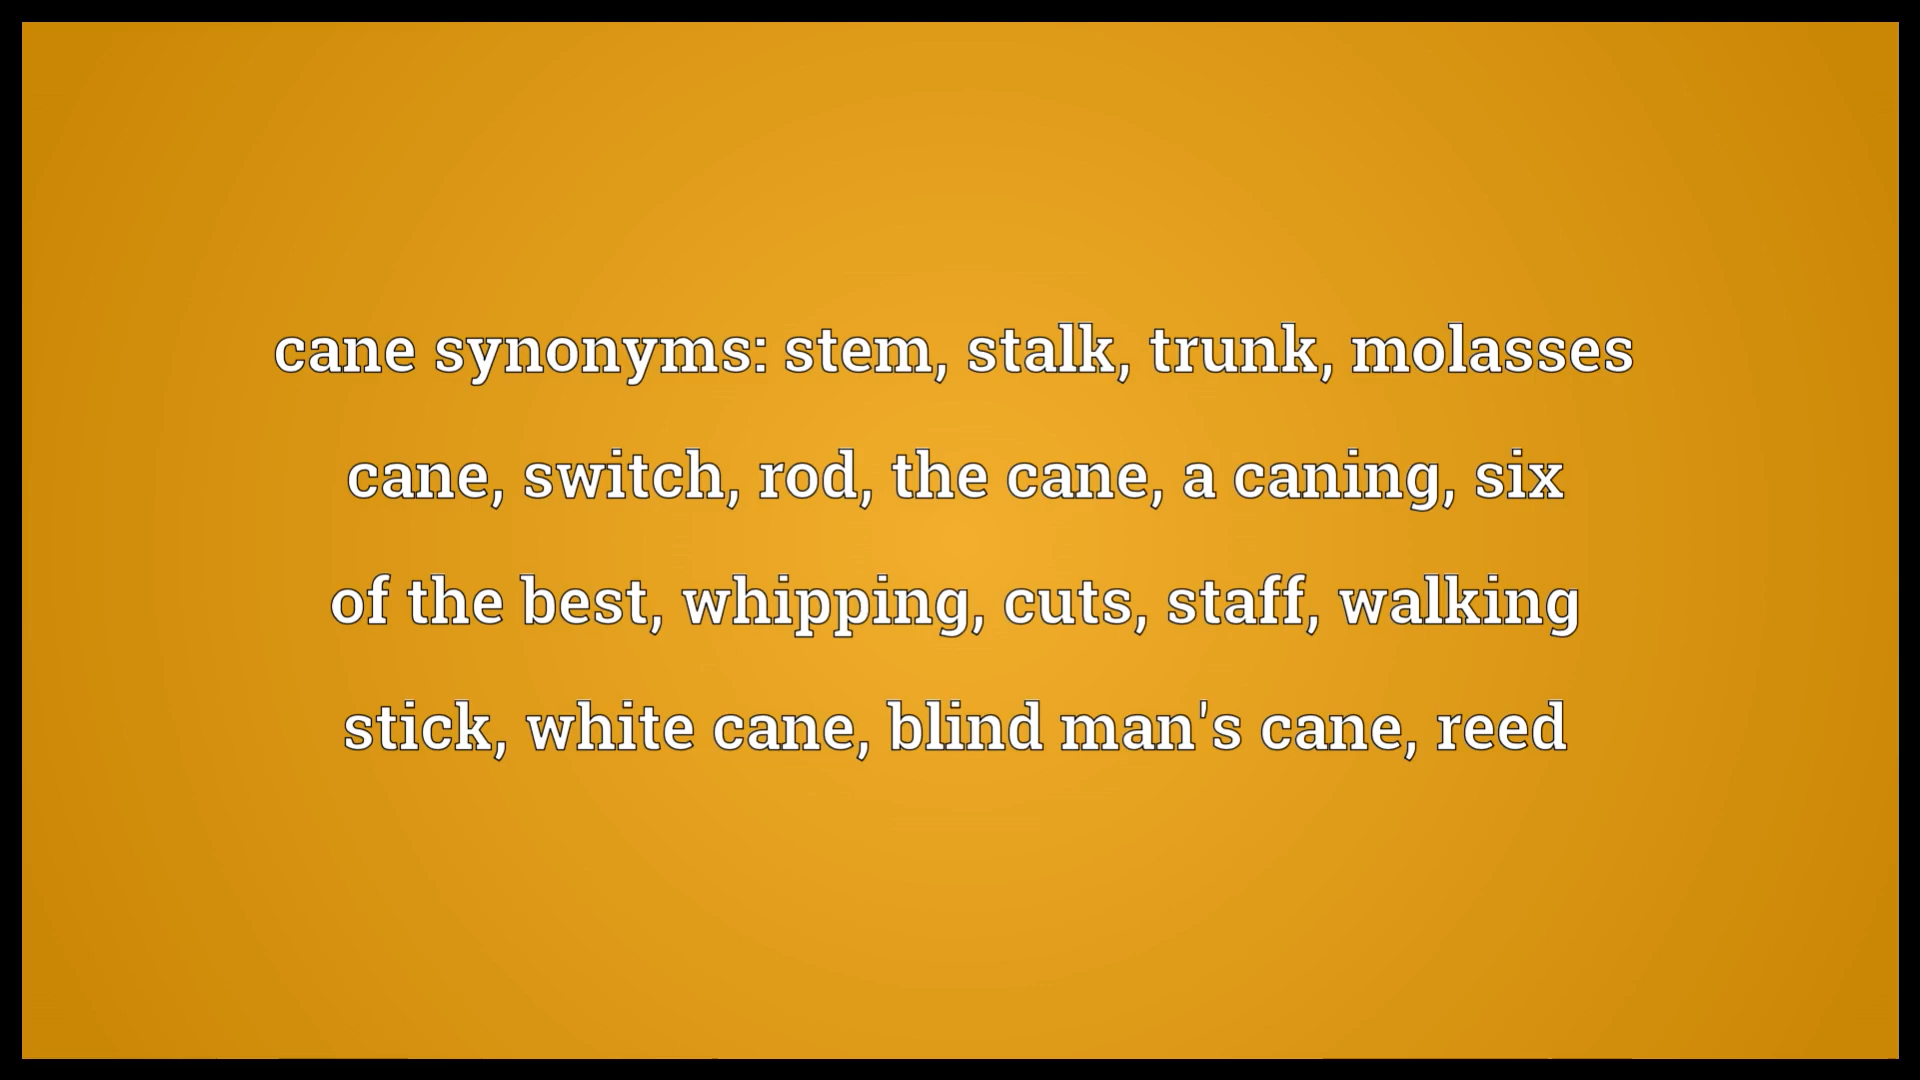 cane synonyms: stem, stalk, trunk, molasses
cane, switch, rod, the cane, a caning, six
of the best, whipping, cuts, staff, walking
stick, white cane, blind man's cane, reed